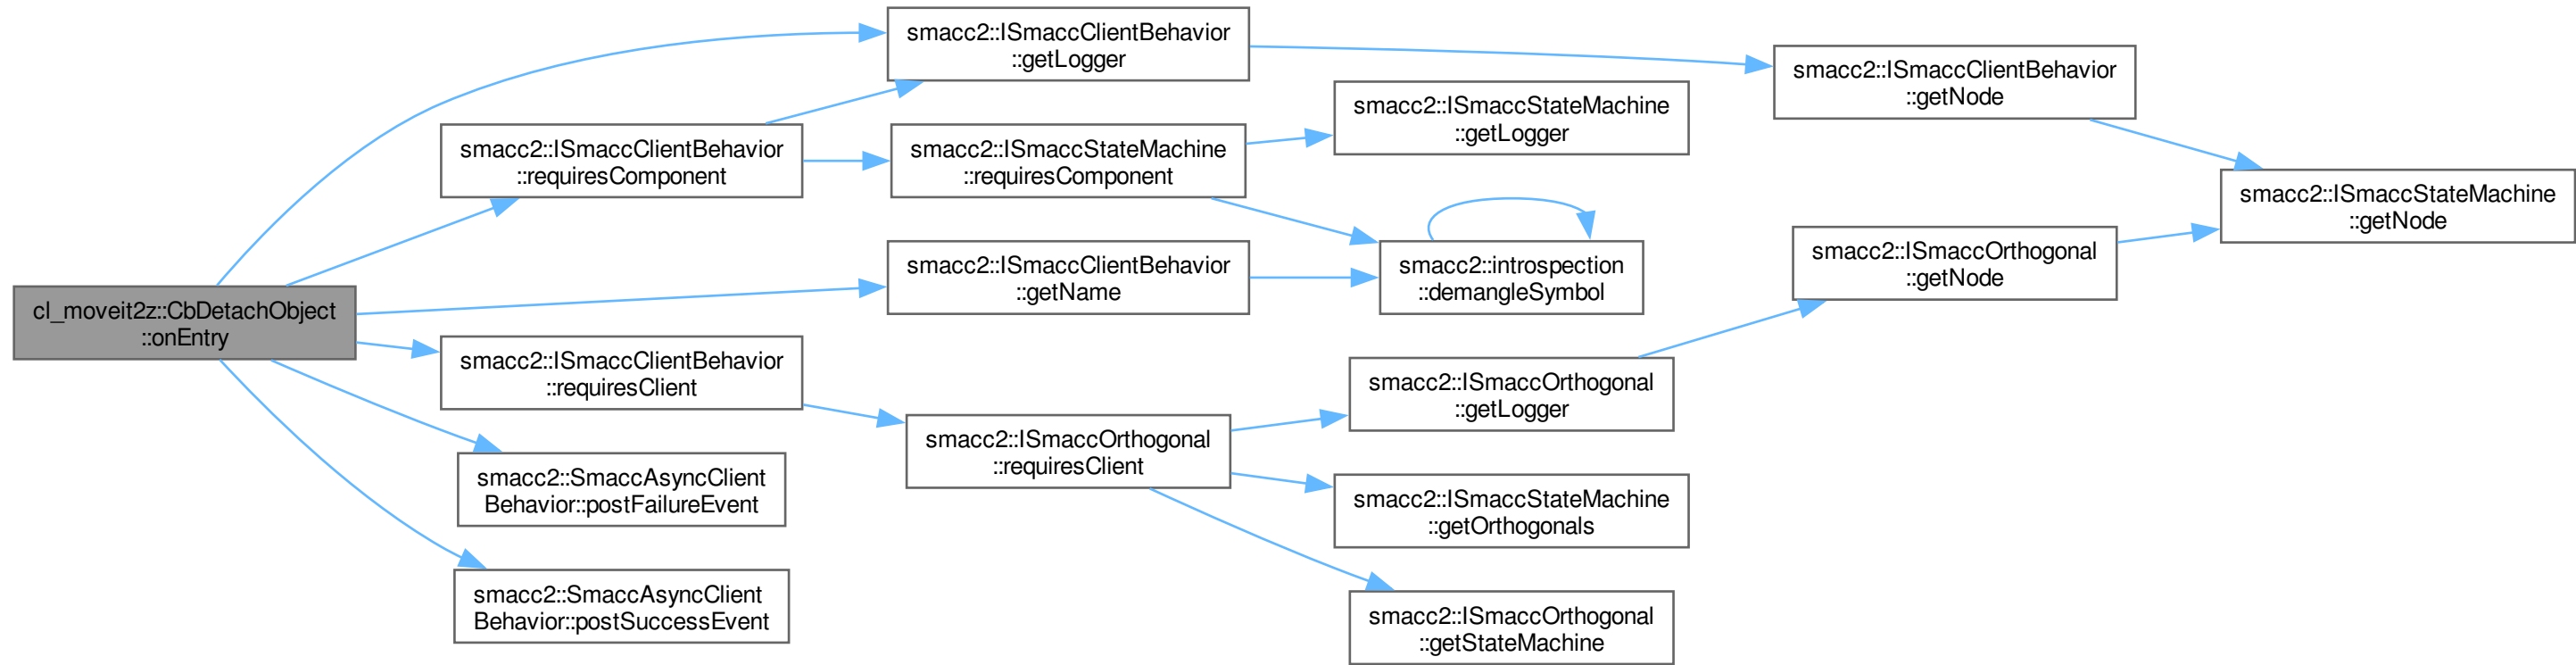 cl_moveit2z::CbDetachObject
::onEntry
smacc2::ISmaccClientBehavior
::getLogger
smacc2::ISmaccClientBehavior
::requiresComponent
smacc2::ISmaccClientBehavior
::getName
smacc2::ISmaccClientBehavior
::requiresClient
smacc2::SmaccAsyncClient
Behavior::postFailureEvent
smacc2::SmaccAsyncClient
Behavior::postSuccessEvent
smacc2::ISmaccStateMachine
::requiresComponent
smacc2::ISmaccOrthogonal
::requiresClient
smacc2::ISmaccStateMachine
::getLogger
smacc2::introspection
::demangleSymbol
smacc2::ISmaccOrthogonal
::getLogger
smacc2::ISmaccStateMachine
::getOrthogonals
smacc2::ISmaccOrthogonal
::getStateMachine
smacc2::ISmaccClientBehavior
::getNode
smacc2::ISmaccOrthogonal
::getNode
smacc2::ISmaccStateMachine
::getNode